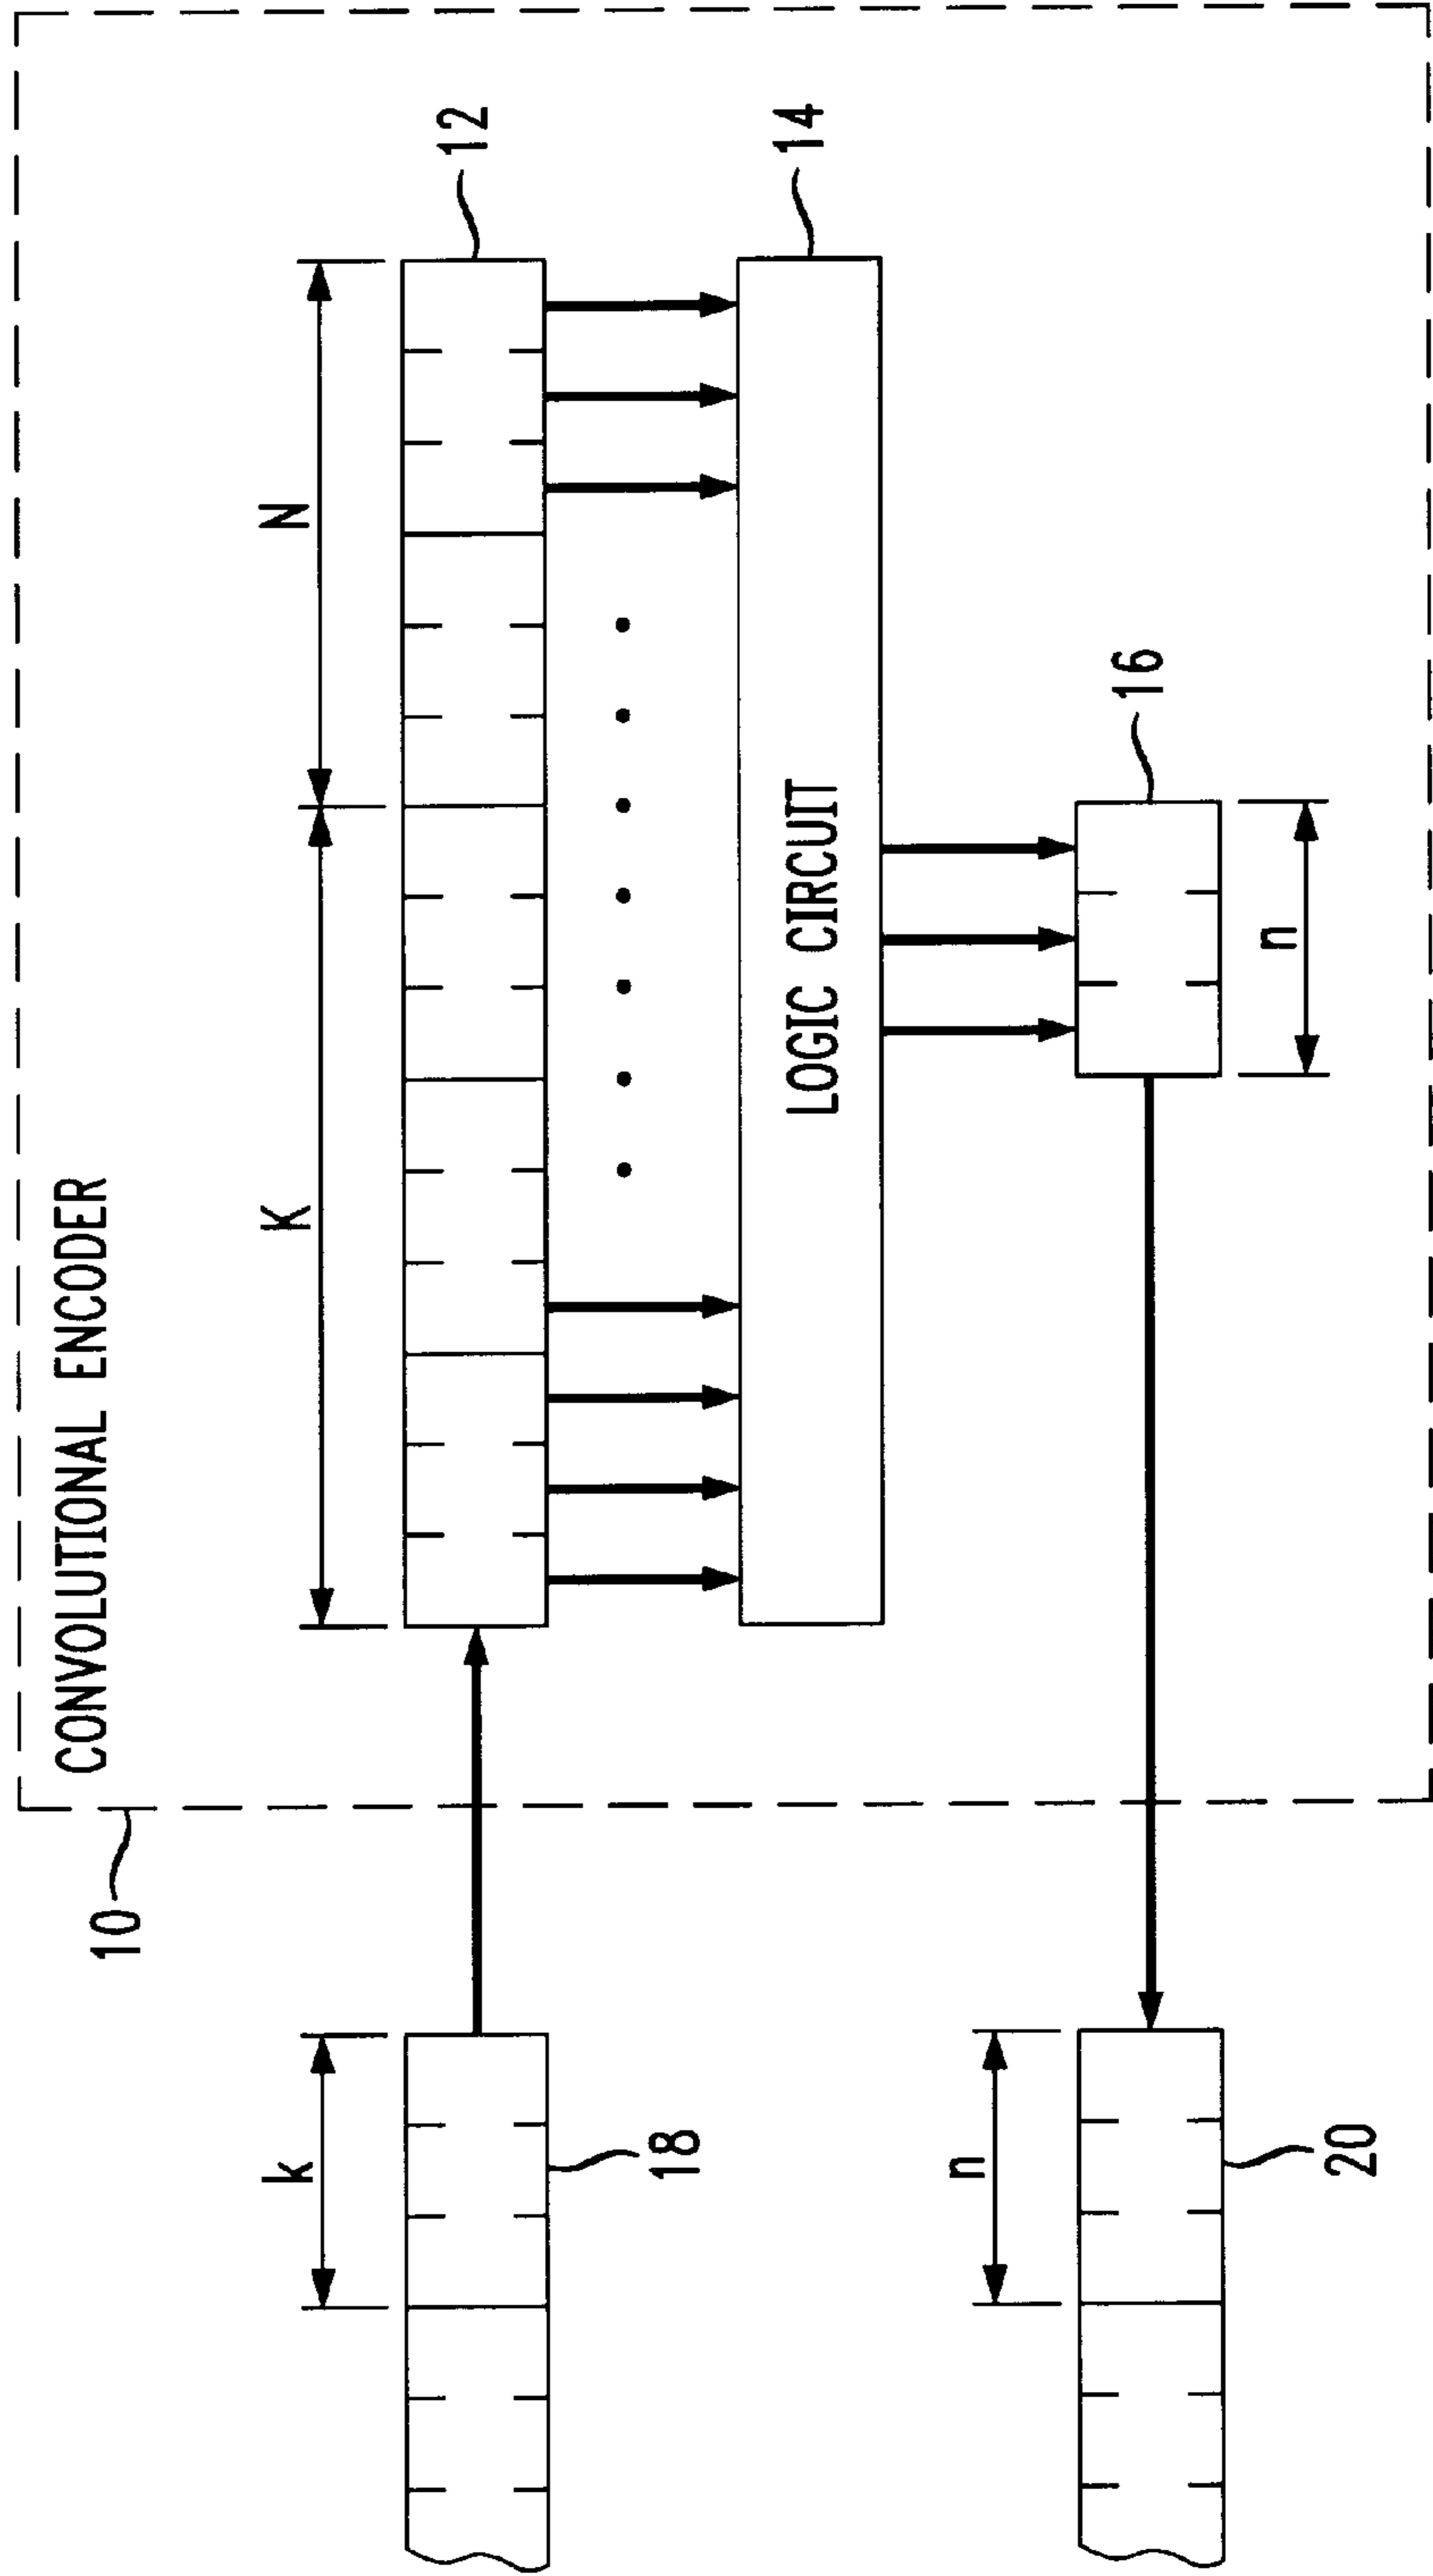 CONVOLUTIONAL ENCODER
10
k
K
N
18
12
LOGIC CIRCUIT
14
n
20
16
n